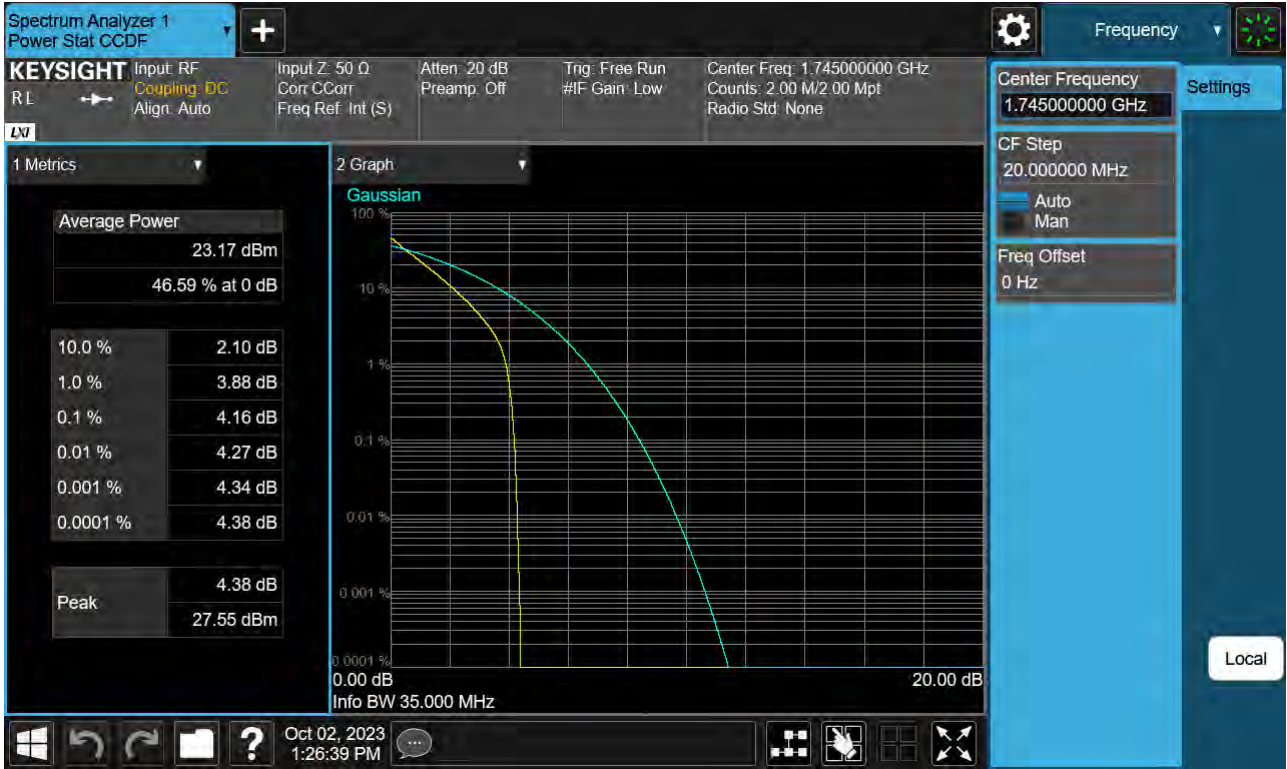 Spectrum Analyzer 1
Power Stat CCDF
Frequency
KEYSIGHT
R L
LXI
Input: RF
Coupling: DC
Align: Auto
Input Z: 50 Ω
Corr CCorr
Freq Ref: Int (S)
Atten: 20 dB
Preamp: Off
Trig: Free Run
#IF Gain: Low
Center Freq: 1.745000000 GHz
Counts: 2.00 M/2.00 Mpt
Radio Std: None
Center Frequency
1.745000000 GHz
Settings
CF Step
20.000000 MHz
Auto
Man
Freq Offset
0 Hz
Local
1 Metrics
Average Power
23.17 dBm
46.59 % at 0 dB
10.0 % 2.10 dB
1.0 % 3.88 dB
0.1 % 4.16 dB
0.01 % 4.27 dB
0.001 % 4.34 dB
0.0001 % 4.38 dB
Peak
4.38 dB
27.55 dBm
2 Graph
Gaussian
100 %
10 %
1 %
0.1 %
0.01 %
0.001 %
0.0001 %
0.00 dB 20.00 dB
Info BW 35.000 MHz
?
Oct 02, 2023
1:26:39 PM